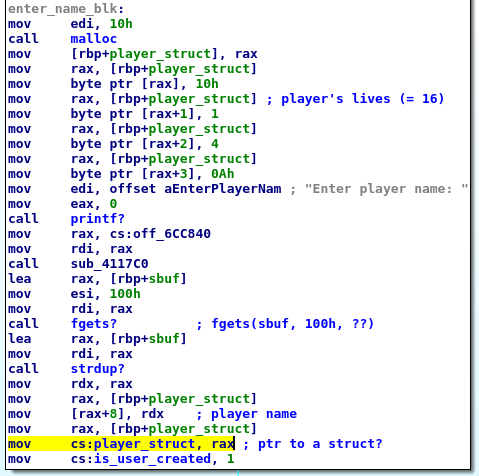 enter_name_blk:
mov edi, 10h
call malloc
mov [rbp+player_struct], rax
mov rax, [rbp+player_struct]
mov byte ptr [rax], 10h
mov rax, [rbp+player_struct] ; player's lives (= 16)
mov byte ptr [rax+1], 1
mov rax, [rbp+player_struct]
mov byte ptr [rax+2], 4
mov rax, [rbp+player_struct]
mov byte ptr [rax+3], 0Ah
mov edi, offset aEnterPlayerNam ; "Enter player name: "
mov eax, 0
call printf?
mov rax, cs:off_6CC840
mov rdi, rax
call sub_4117C0
lea rax, [rbp+sbuf]
mov esi, 100h
mov rdi, rax
call fgets? ; fgets(sbuf, 100h, ??)
lea rax, [rbp+sbuf]
mov rdi, rax
call strdup?
mov rdx, rax
mov rax, [rbp+player_struct]
mov [rax+8], rdx ; player name
mov rax, [rbp+player_struct]
mov cs:player_struct, rax ; ptr to a struct?
mov cs:is_user_created, 1